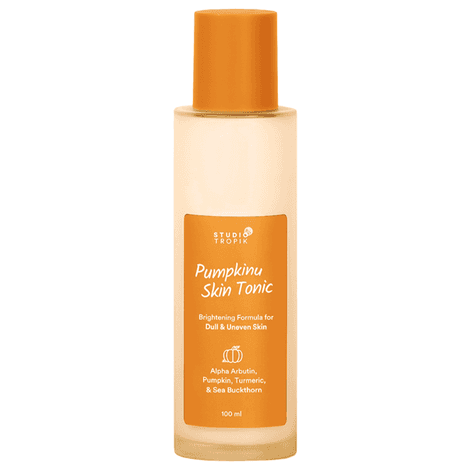 STUDIO
TROPIK
Pumpkinu
Skin Tonic
Brightening Formula for
Dull & Uneven Skin
Alpha Arbutin,
Pumpkin, Turmeric,
& Sea Buckthorn
100 ml